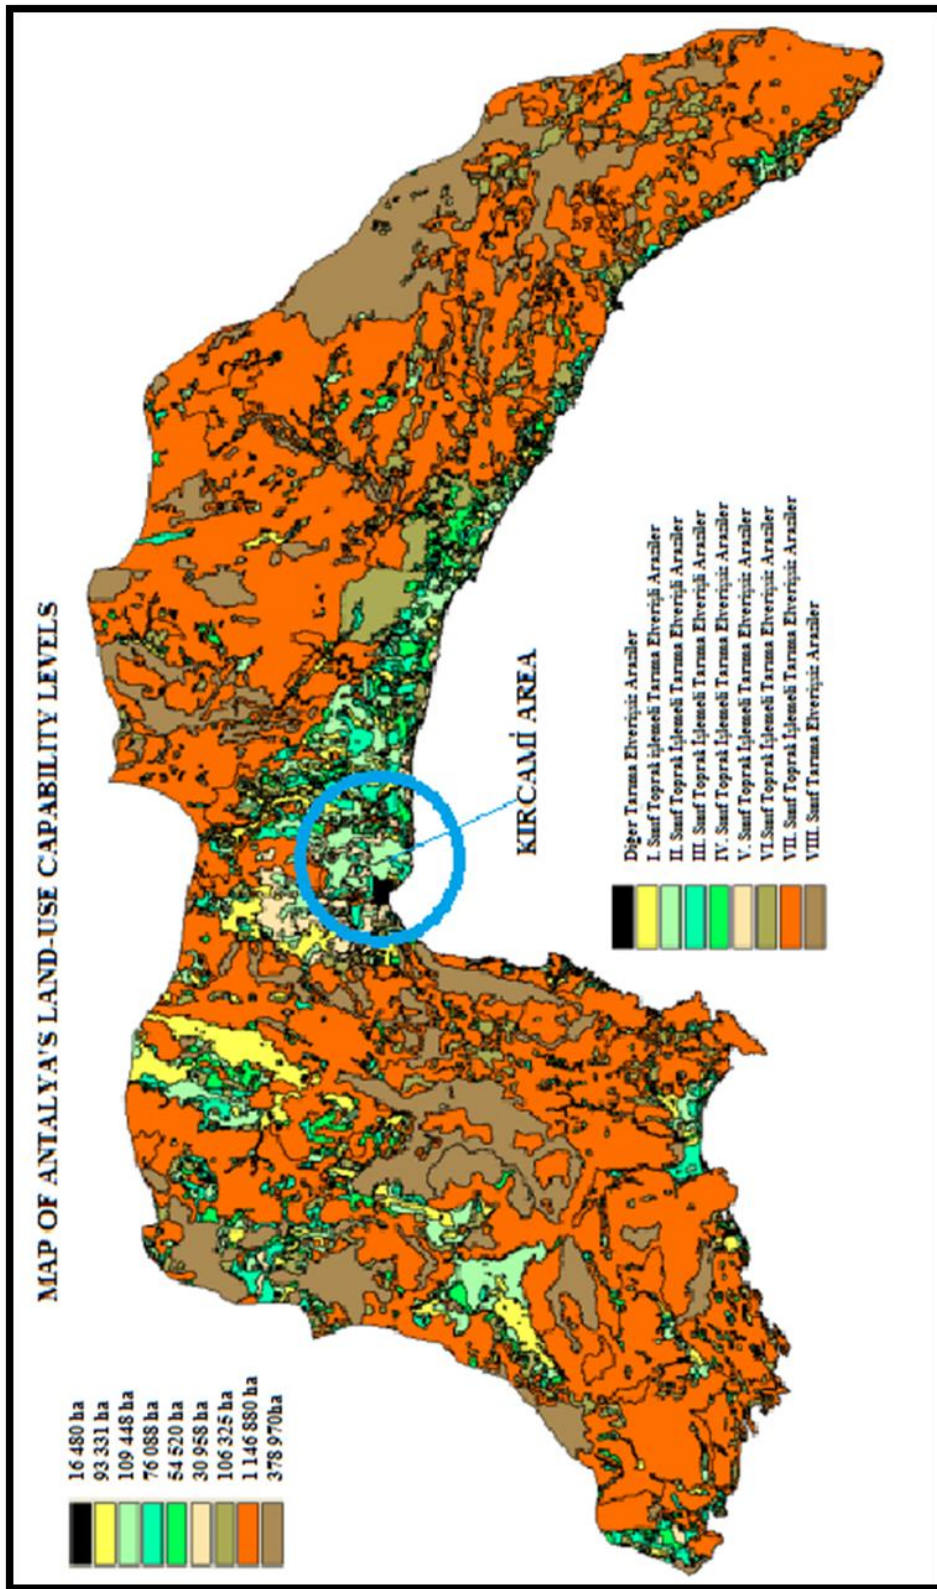 MAP OF ANTALYA'S LAND-USE CAPABILITY LEVELS
16 480 ha
93 331 ha
109 448 ha
76 088 ha
54 520 ha
30 958 ha
106 325 ha
1 146 880 ha
378 970ha
KIRCAMİ AREA
Diğer Tarıma Elverişsiz Araziler
I. Sınıf Toprak işlemeli Tarıma Elverişli Araziler
II. Sınıf Toprak İşlemeli Tarıma Elverişli Araziler
III. Sınıf Toprak İşlemeli Tarıma Elverişli Araziler
IV. Sınıf Toprak İşlemeli Tarıma Elverişli Araziler
V. Sınıf Toprak İşlemeli Tarıma Elverişsiz Araziler
VI.Sınıf Toprak İşlemeli Tarıma Elverişsiz Araziler
VII. Sınıf Toprak İşlemeli Tarıma Elverişsiz Araziler
VIII. Sınıf Tarıma Elverişsiz Araziler